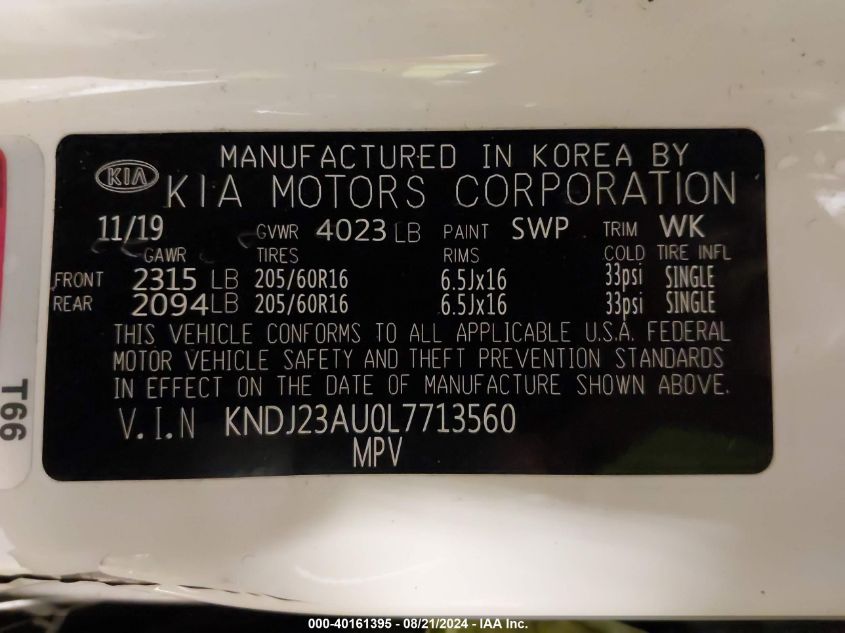 MANUFACTURED IN KOREA BY
KIA KIA MOTORS CORPORATION
11/19 GVWR 4023 LB PAINT SWP TRIM WK
GAWR TIRES RIMS COLD TIRE INFL
FRONT 2315 LB 205/60R16 6.5Jx16 33psi SINGLE
REAR 2094 LB 205/60R16 6.5Jx16 33psi SINGLE
THIS VEHICLE CONFORMS TO ALL APPLICABLE U.S.A. FEDERAL
MOTOR VEHICLE SAFETY AND THEFT PREVENTION STANDARDS
IN EFFECT ON THE DATE OF MANUFACTURE SHOWN ABOVE.
V.I.N KNDJ23AU0L7713560
MPV
T66
000-40161395 - 08/21/2024 - IAA Inc.